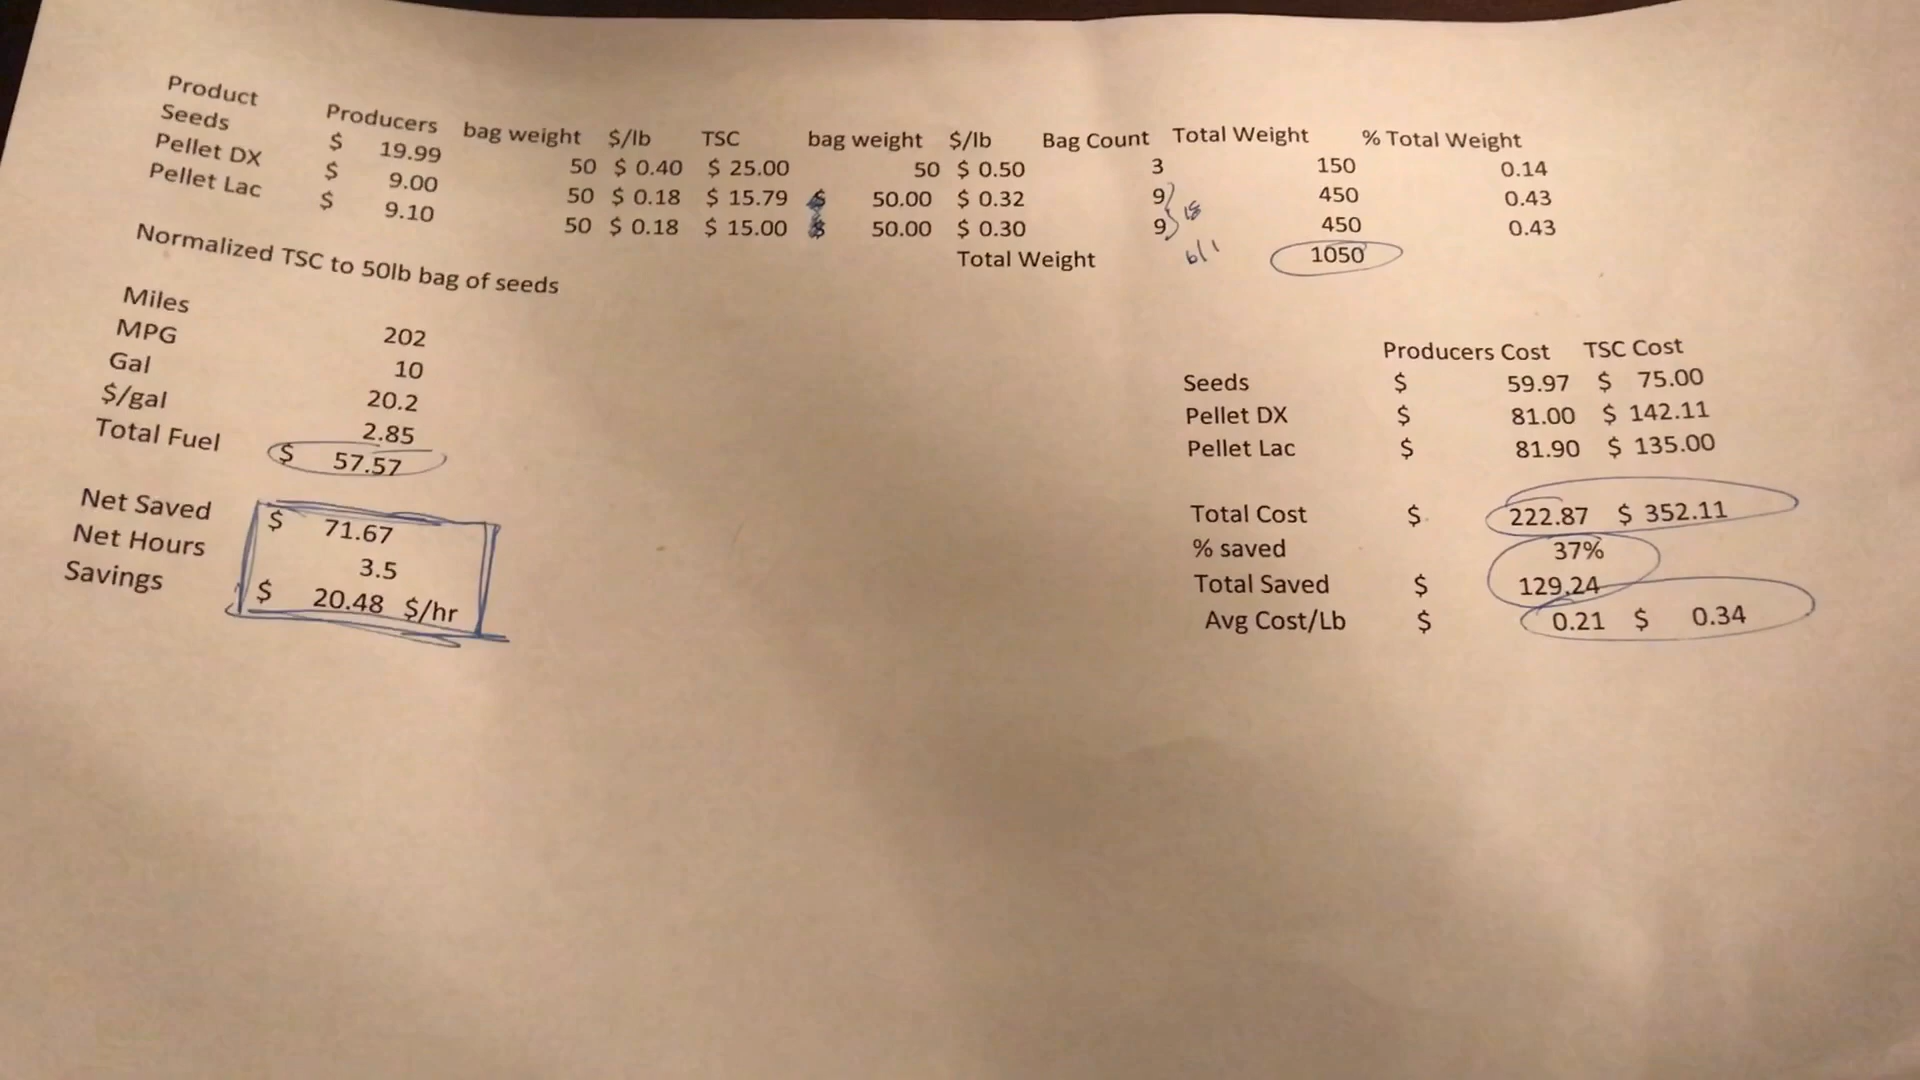 Product Producers bag weight $/lb TSC bag weight $/lb Bag Count Total Weight % Total Weight
Seeds $ 19.99 50 $ 0.40 $ 25.00 50 $ 0.50 3 150 0.14
Pellet DX $ 9.00 50 $ 0.18 $ 15.79 $ 50.00 $ 0.32 9 450 0.43
Pellet Lac $ 9.10 50 $ 0.18 $ 15.00 $ 50.00 $ 0.30 9 450 0.43
18
Total Weight 1050
6/1
Normalized TSC to 50lb bag of seeds
Miles 202
MPG 10
Gal 20.2
$/gal 2.85
Total Fuel $ 57.57
Net Saved $ 71.67
Net Hours 3.5
Savings $ 20.48 $/hr
Producers Cost TSC Cost
Seeds $ 59.97 $ 75.00
Pellet DX $ 81.00 $ 142.11
Pellet Lac $ 81.90 $ 135.00
Total Cost $ 222.87 $ 352.11
% saved 37%
Total Saved $ 129.24
Avg Cost/Lb $ 0.21 $ 0.34